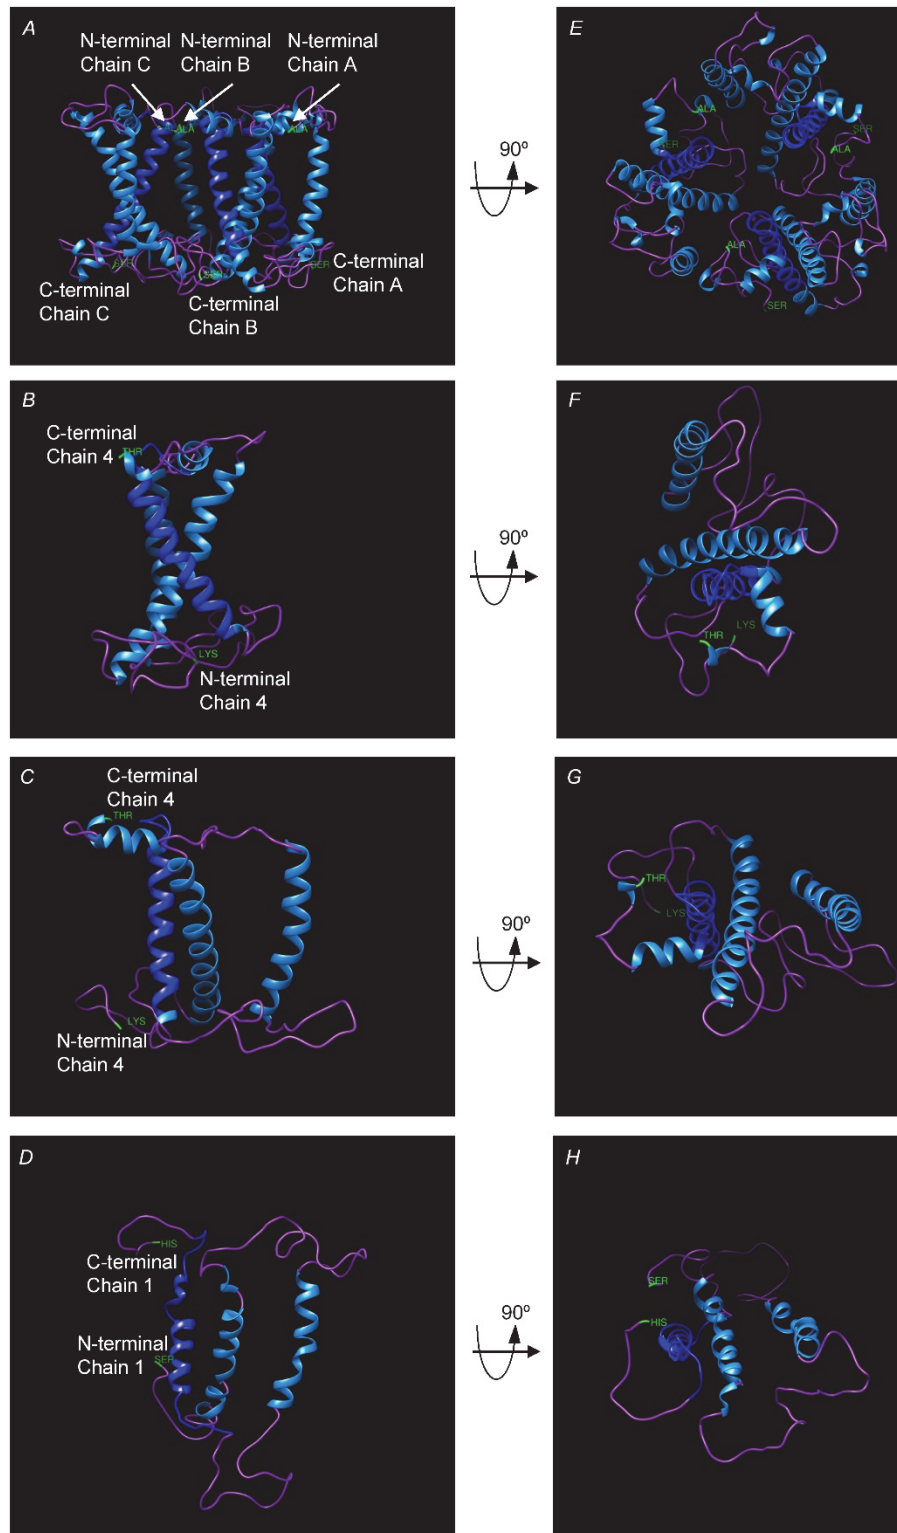 A
N-terminal
Chain C
N-terminal
Chain B
N-terminal
Chain A
ALA
ALA
SER
SER
SER
C-terminal
Chain C
C-terminal
Chain B
C-terminal
Chain A
90º
E
ALA
SER
SER
ALA
ALA
SER
B
C-terminal
Chain 4
THR
LYS
N-terminal
Chain 4
90º
F
THR
LYS
C
C-terminal
Chain 4
THR
LYS
N-terminal
Chain 4
90º
G
THR
LYS
D
HIS
C-terminal
Chain 1
N-terminal
Chain 1
SER
90º
H
SER
HIS